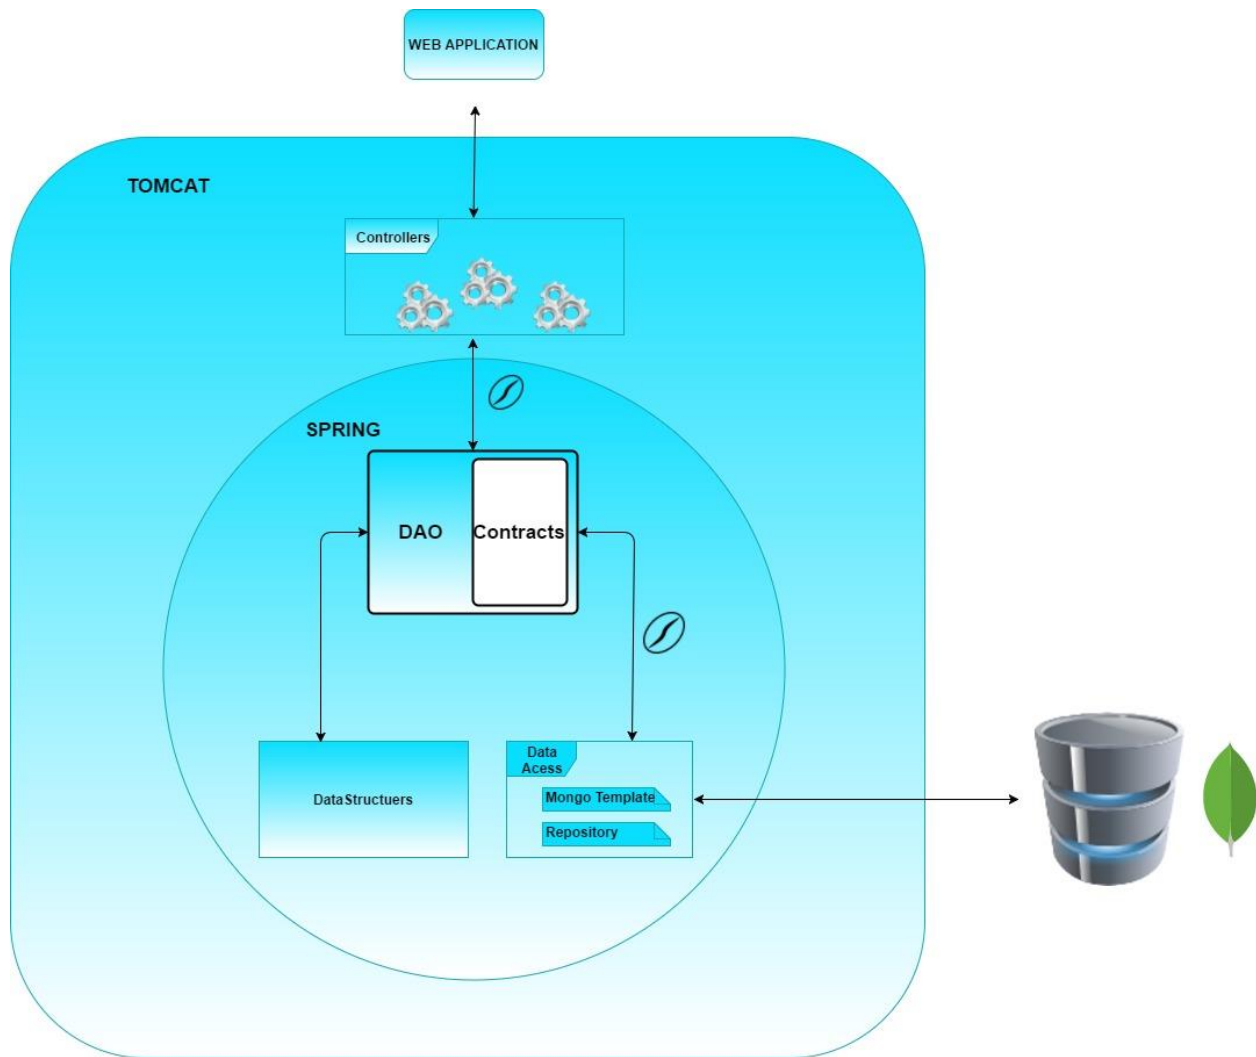 WEB APPLICATION
TOMCAT
Controllers
SPRING
DAO
Contracts
DataStructuers
Data
Acess
Mongo Template
Repository